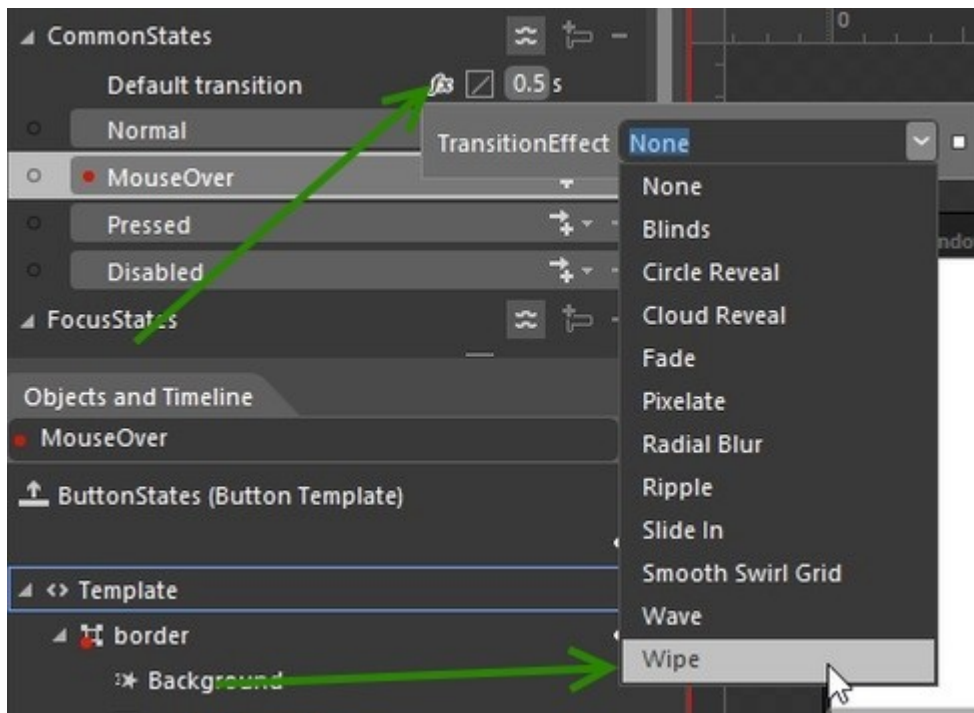 CommonStates
0
Default transition fx 0.5 s
Normal
TransitionEffect None
MouseOver
None
Pressed
Blinds
Disabled
Circle Reveal
FocusStates
Cloud Reveal
Fade
Objects and Timeline
Pixelate
MouseOver
Radial Blur
ButtonStates (Button Template)
Ripple
Slide In
Smooth Swirl Grid
Template
Wave
border
Wipe
Background